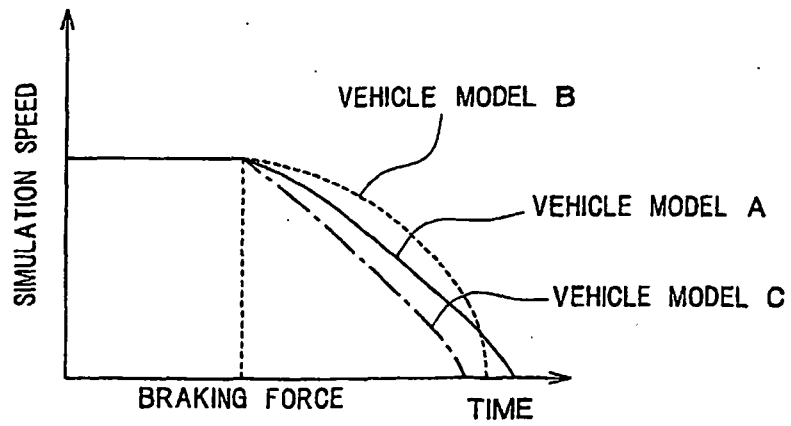 SIMULATION SPEED
VEHICLE MODEL B
VEHICLE MODEL A
VEHICLE MODEL C
BRAKING FORCE
TIME